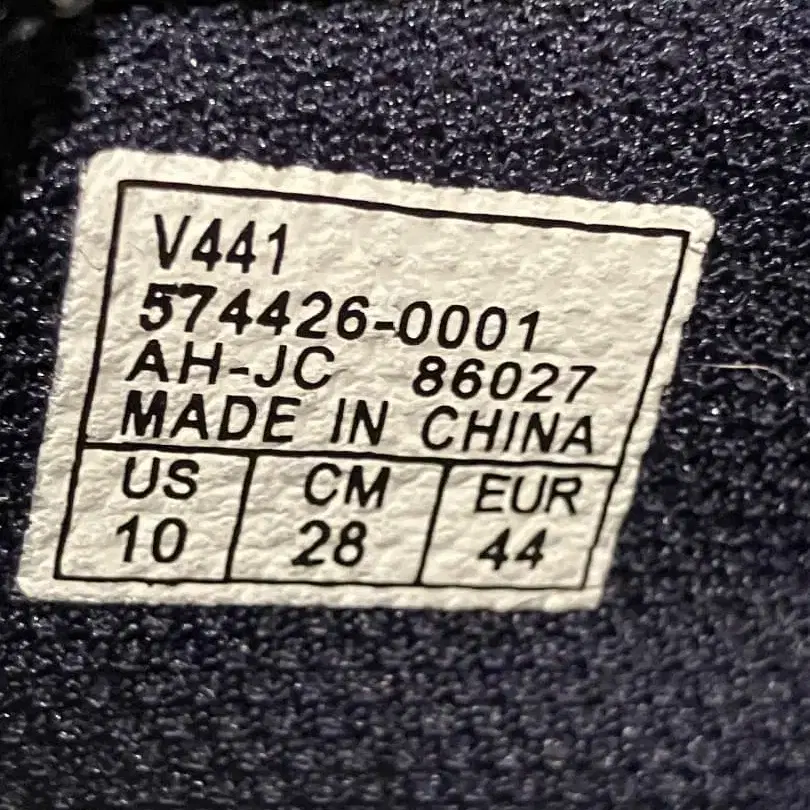 V441
574426-0001
AH-JC 86027
MADE IN CHINA
US CM EUR
10 28 44